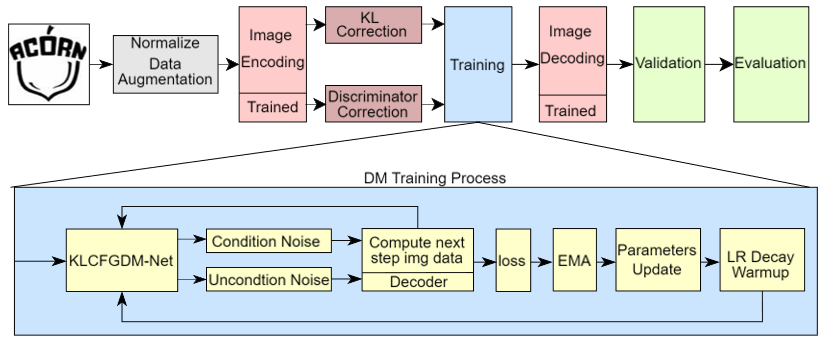 ACORN
Normalize
Data
Augmentation
Image
Encoding
Trained
KL
Correction
Discriminator
Correction
Training
Image
Decoding
Trained
Validation
Evaluation
DM Training Process
KLCFGDM-Net
Condition Noise
Uncondtion Noise
Compute next
step img data
Decoder
loss
EMA
Parameters
Update
LR Decay
Warmup